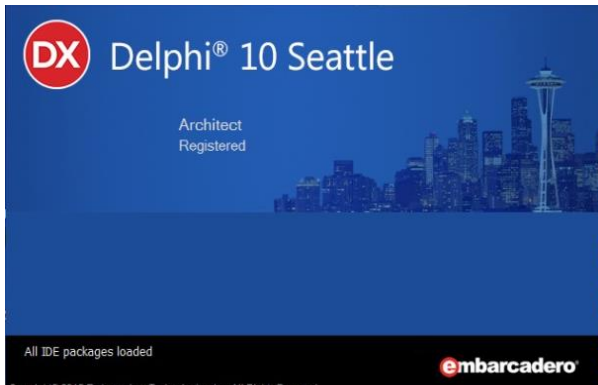 DX Delphi® 10 Seattle
Architect
Registered
All IDE packages loaded
embarcadero®